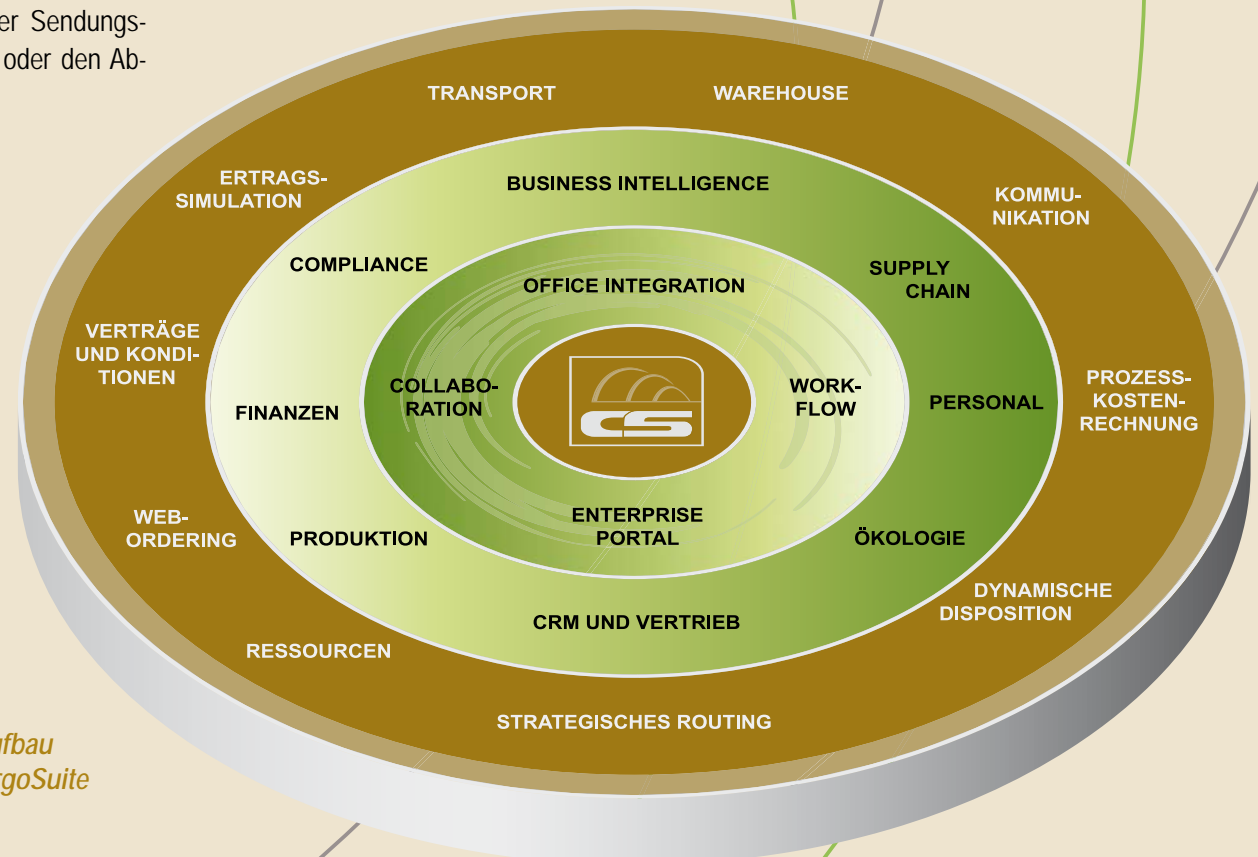 er Sendungs-
oder den Ab-
TRANSPORT
WAREHOUSE
ERTRAGS-
SIMULATION
BUSINESS INTELLIGENCE
KOMMU-
NIKATION
COMPLIANCE
SUPPLY
CHAIN
OFFICE INTEGRATION
VERTRÄGE
UND KONDI-
TIONEN
FINANZEN
COLLABO-
RATION
CS
WORK-
FLOW
PERSONAL
PROZESS-
KOSTEN-
RECHNUNG
WEB-
ORDERING
PRODUKTION
ENTERPRISE
PORTAL
ÖKOLOGIE
DYNAMISCHE
DISPOSITION
CRM UND VERTRIEB
RESSOURCEN
STRATEGISCHES ROUTING
fbau
rgoSuite